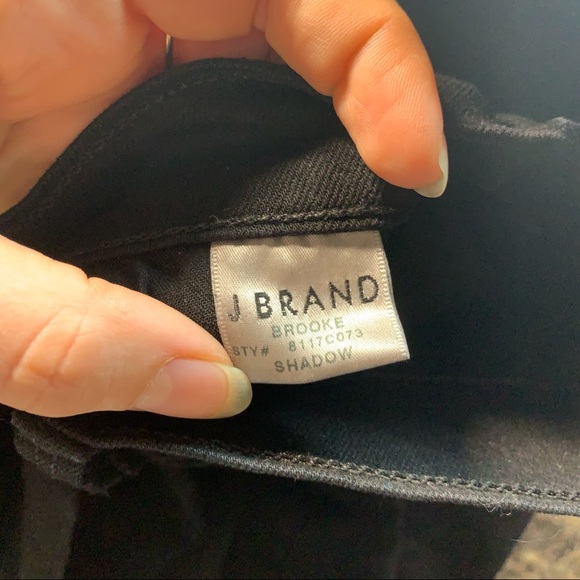 J BRAND
BROOKE
STY# 8117C073
SHADOW